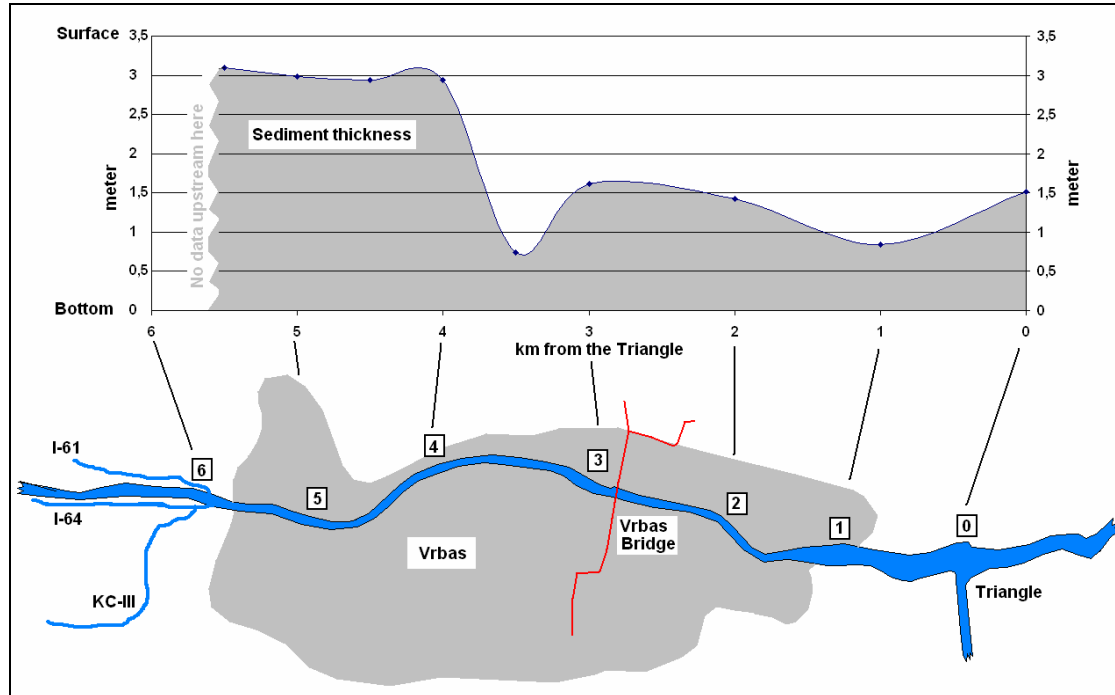 Surface
3,5
3
2,5
2
1,5
1
0,5
0
Bottom
meter
No data upstream here
Sediment thickness
3,5
3
2,5
2
1,5
1
0,5
0
meter
6 5 4 3 2 1 0
km from the Triangle
I-61
I-64
KC-III
6
5
4
3
2
1
0
Vrbas
Vrbas
Bridge
Triangle